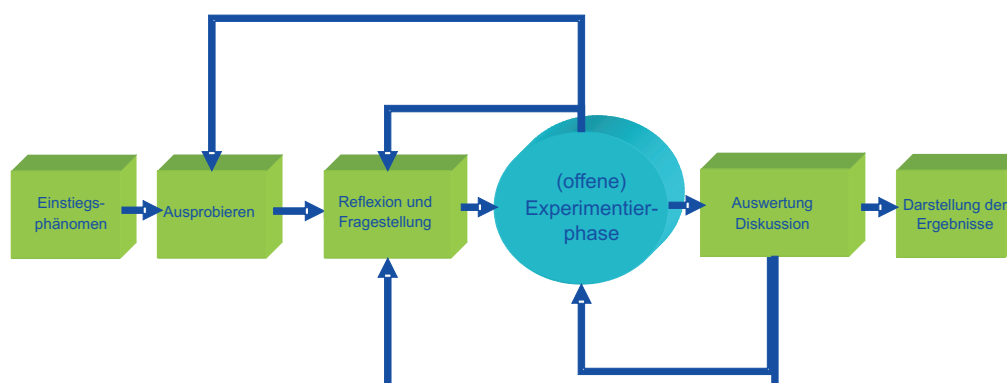 Einstiegs-
phänomen
Ausprobieren
Reflexion und
Fragestellung
(offene)
Experimentier-
phase
Auswertung
Diskussion
Darstellung der
Ergebnisse